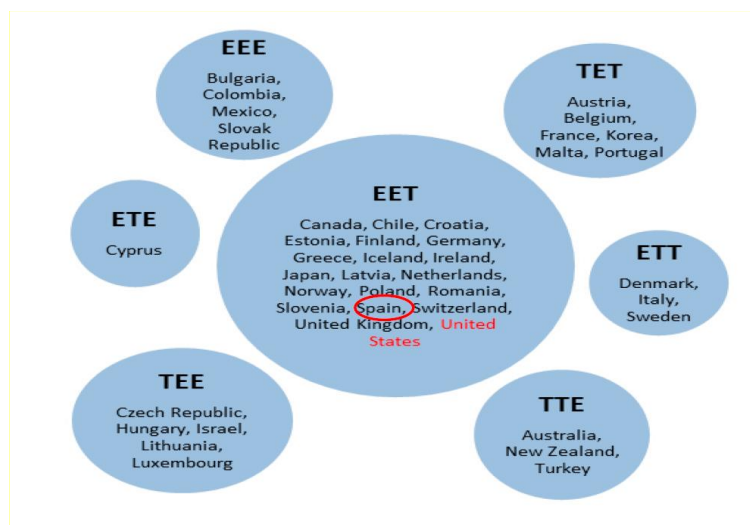 EEE
Bulgaria,
Colombia,
Mexico,
Slovak
Republic
TET
Austria,
Belgium,
France, Korea,
Malta, Portugal
EET
Canada, Chile, Croatia,
Estonia, Finland, Germany,
Greece, Iceland, Ireland,
Japan, Latvia, Netherlands,
Norway, Poland, Romania,
Slovenia, Spain, Switzerland,
United Kingdom, United
States
ETE
Cyprus
ETT
Denmark,
Italy,
Sweden
TEE
Czech Republic,
Hungary, Israel,
Lithuania,
Luxembourg
TTE
Australia,
New Zealand,
Turkey